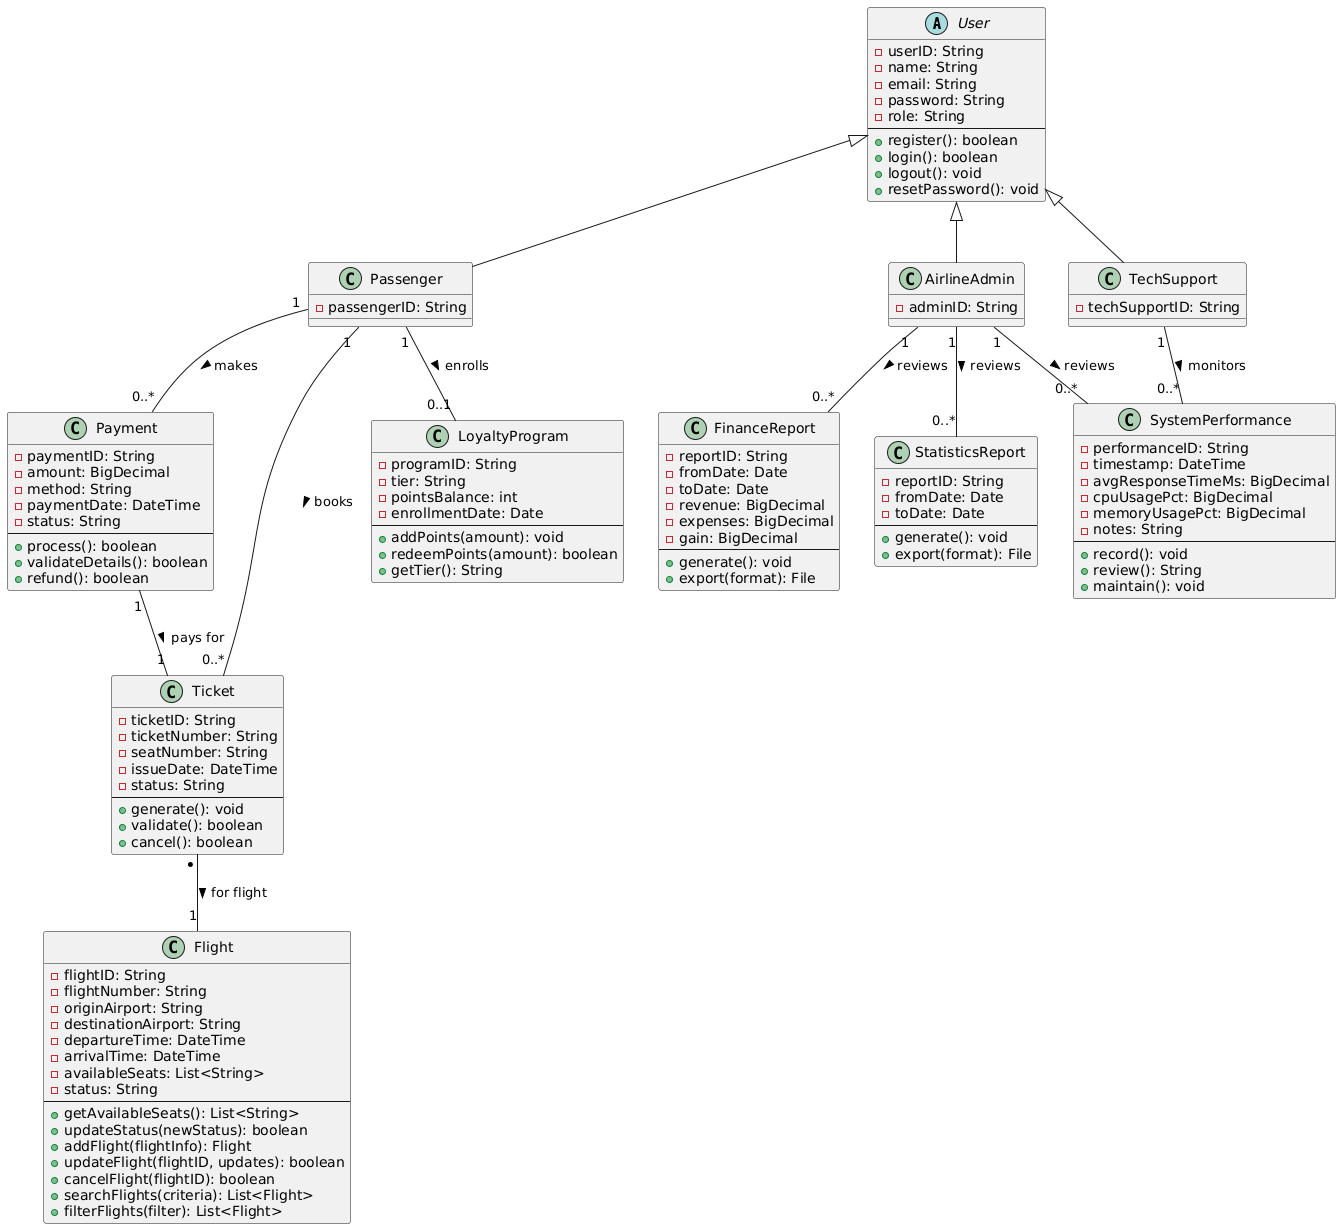 A User
userID: String
name: String
email: String
password: String
role: String
register(): boolean
login(): boolean
logout(): void
resetPassword(): void
C Passenger
passengerID: String
C AirlineAdmin
adminID: String
C TechSupport
techSupportID: String
1
makes
0..*
1
books
0..*
1
enrolls
0..1
1
reviews
0..*
1
reviews
0..*
1
reviews
0..*
1
monitors
0..*
C Payment
paymentID: String
amount: BigDecimal
method: String
paymentDate: DateTime
status: String
process(): boolean
validateDetails(): boolean
refund(): boolean
C LoyaltyProgram
programID: String
tier: String
pointsBalance: int
enrollmentDate: Date
addPoints(amount): void
redeemPoints(amount): boolean
getTier(): String
C FinanceReport
reportID: String
fromDate: Date
toDate: Date
revenue: BigDecimal
expenses: BigDecimal
gain: BigDecimal
generate(): void
export(format): File
C StatisticsReport
reportID: String
fromDate: Date
toDate: Date
generate(): void
export(format): File
C SystemPerformance
performanceID: String
timestamp: DateTime
avgResponseTimeMs: BigDecimal
cpuUsagePct: BigDecimal
memoryUsagePct: BigDecimal
notes: String
record(): void
review(): String
maintain(): void
1
pays for
1
C Ticket
ticketID: String
ticketNumber: String
seatNumber: String
issueDate: DateTime
status: String
generate(): void
validate(): boolean
cancel(): boolean
•
for flight
1
C Flight
flightID: String
flightNumber: String
originAirport: String
destinationAirport: String
departureTime: DateTime
arrivalTime: DateTime
availableSeats: List<String>
status: String
getAvailableSeats(): List<String>
updateStatus(newStatus): boolean
addFlight(flightInfo): Flight
updateFlight(flightID, updates): boolean
cancelFlight(flightID): boolean
searchFlights(criteria): List<Flight>
filterFlights(filter): List<Flight>